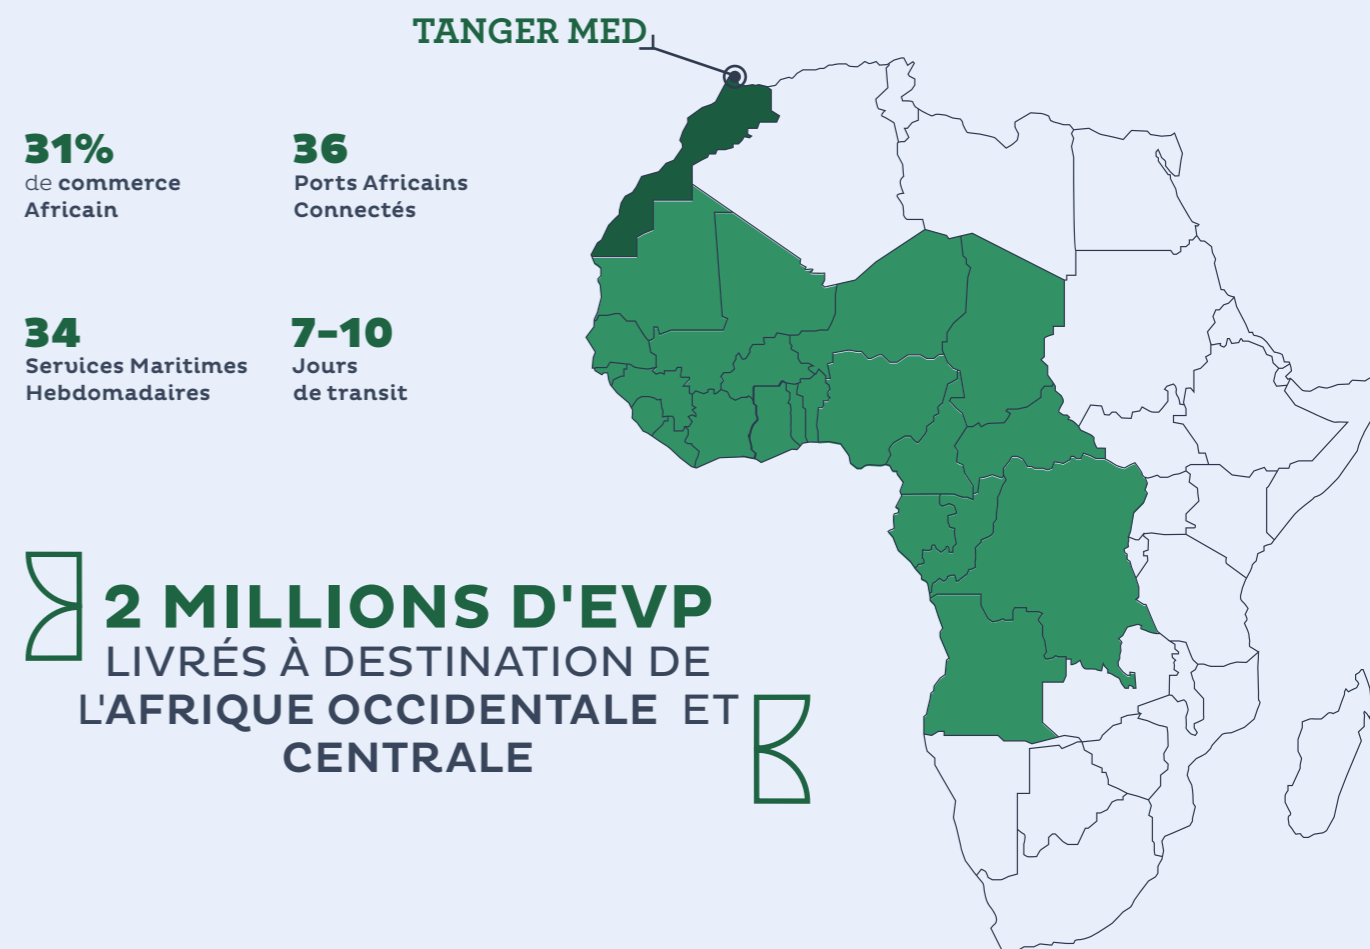 TANGER MED
31%
de commerce
Africain
36
Ports Africains
Connectés
34
Services Maritimes
Hebdomadaires
7-10
Jours
de transit
2 MILLIONS D'EVP
LIVRÉS À DESTINATION DE
L'AFRIQUE OCCIDENTALE ET
CENTRALE